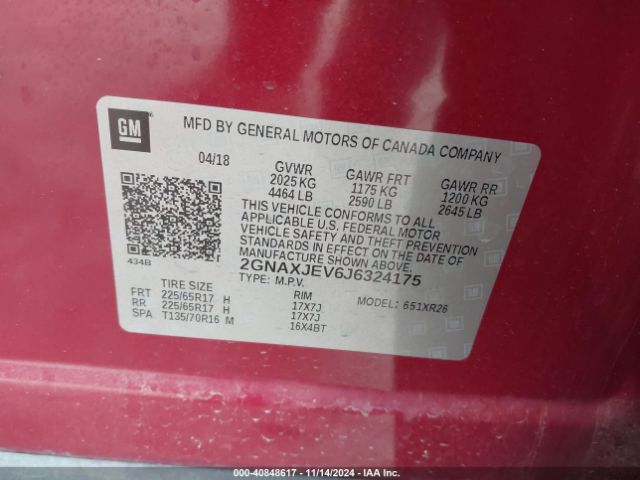 GM
MFD BY GENERAL MOTORS OF CANADA COMPANY
04/18 GVWR GAWR FRT GAWR RR
2025 KG 1175 KG 1200 KG
4464 LB 2590 LB 2645 LB
THIS VEHICLE CONFORMS TO ALL
APPLICABLE U.S. FEDERAL MOTOR
VEHICLE SAFETY AND THEFT PREVENTION
STANDARDS IN EFFECT ON THE DATE OF
MANUFACTURE SHOWN ABOVE.
434B
2GNAXJEV6J6324175
TYPE: M.P.V.
TIRE SIZE RIM MODEL: 651XR26
FRT 225/65R17 H 17X7J
RR 225/65R17 H 17X7J
SPA T135/70R16 M 16X4BT
000-40848617 - 11/14/2024 - IAA Inc.